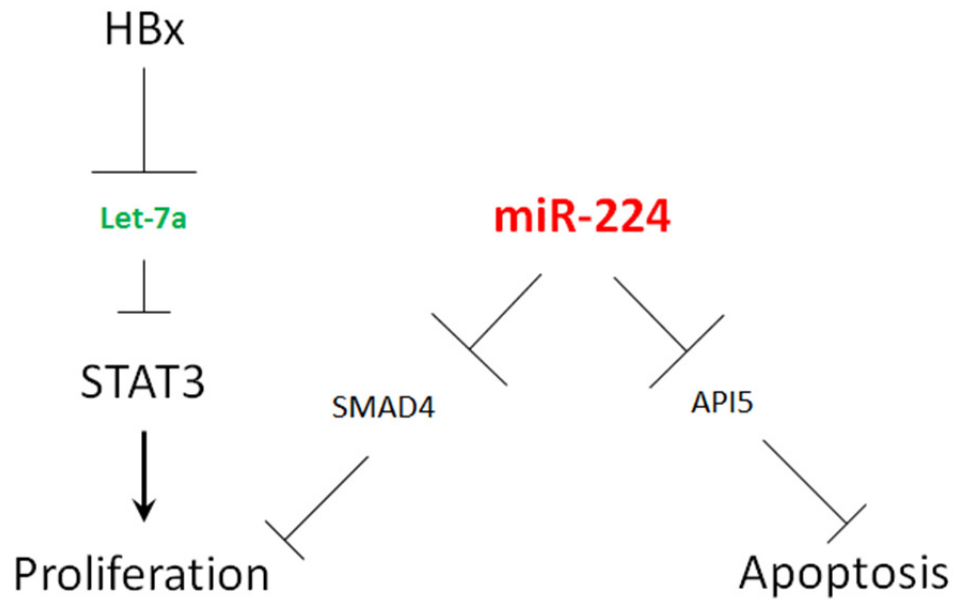 HBx
Let-7a
miR-224
STAT3
SMAD4
API5
Proliferation
Apoptosis